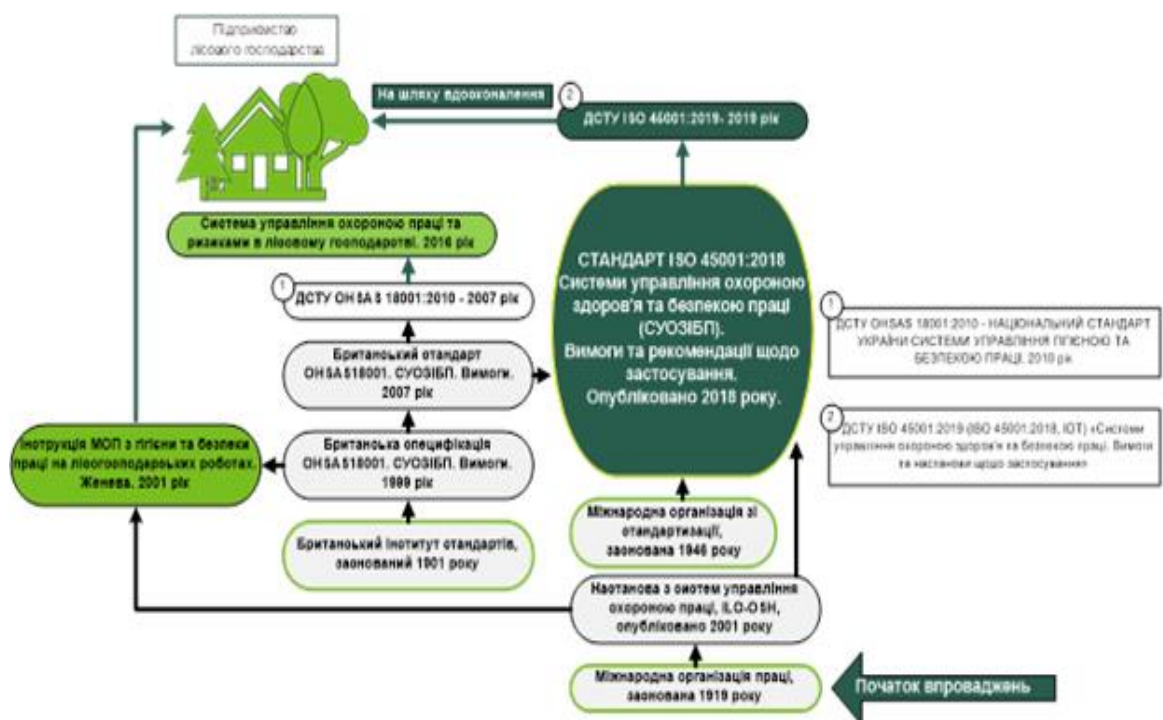 Підприємство
лісового господарства
На шляху вдосконалення
2
ДСТУ ISO 45001:2019- 2019 рік
Система управління охороною праці та
ризиками в лісовому господарстві. 2016 рік
1
ДСТУ OHSAS 18001:2010 - 2007 рік
Британський стандарт
OHSAS18001. СУОЗІБП. Вимоги.
2007 рік
СТАНДАРТ ISO 45001:2018
Системи управління охороною
здоров'я та безпекою праці
(СУОЗІБП).
Вимоги та рекомендації щодо
застосування.
Опубліковано 2018 року.
1
ДСТУ OHSAS 18001:2010 - НАЦІОНАЛЬНИЙ СТАНДАРТ
УКРАЇНИ СИСТЕМИ УПРАВЛІННЯ ГІГІЄНОЮ ТА
БЕЗПЕКОЮ ПРАЦІ. 2010 рік
2
ДСТУ ISO 45001:2019 (ISO 45001:2018, IDT) «Системи
управління охороною здоров'я та безпекою праці. Вимоги
та настанови щодо застосування»
Інструкція МОП з гігієни та безпеки
праці на лісогосподарських роботах.
Женева. 2001 рік
Британська специфікація
OHSAS18001. СУОЗІБП. Вимоги.
1999 рік
Британський інститут стандартів,
заснований 1901 року
Міжнародна організація зі
стандартизації,
заснована 1946 року
Настанова з систем управління
охороною праці, ILO-OSH,
опубліковано 2001 року
Міжнародна організація праці,
заснована 1919 року
Початок впроваджень